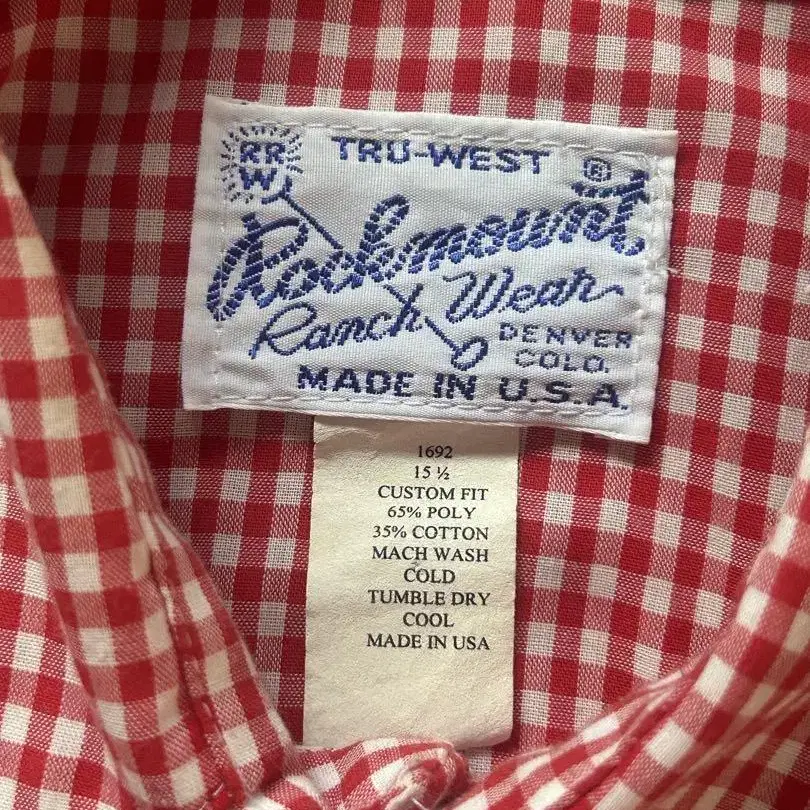 RR
W
TRU-WEST
®
Rockmount
Ranch Wear
DENVER
COLO.
MADE IN U.S.A.
1692
15 ½
CUSTOM FIT
65% POLY
35% COTTON
MACH WASH
COLD
TUMBLE DRY
COOL
MADE IN USA